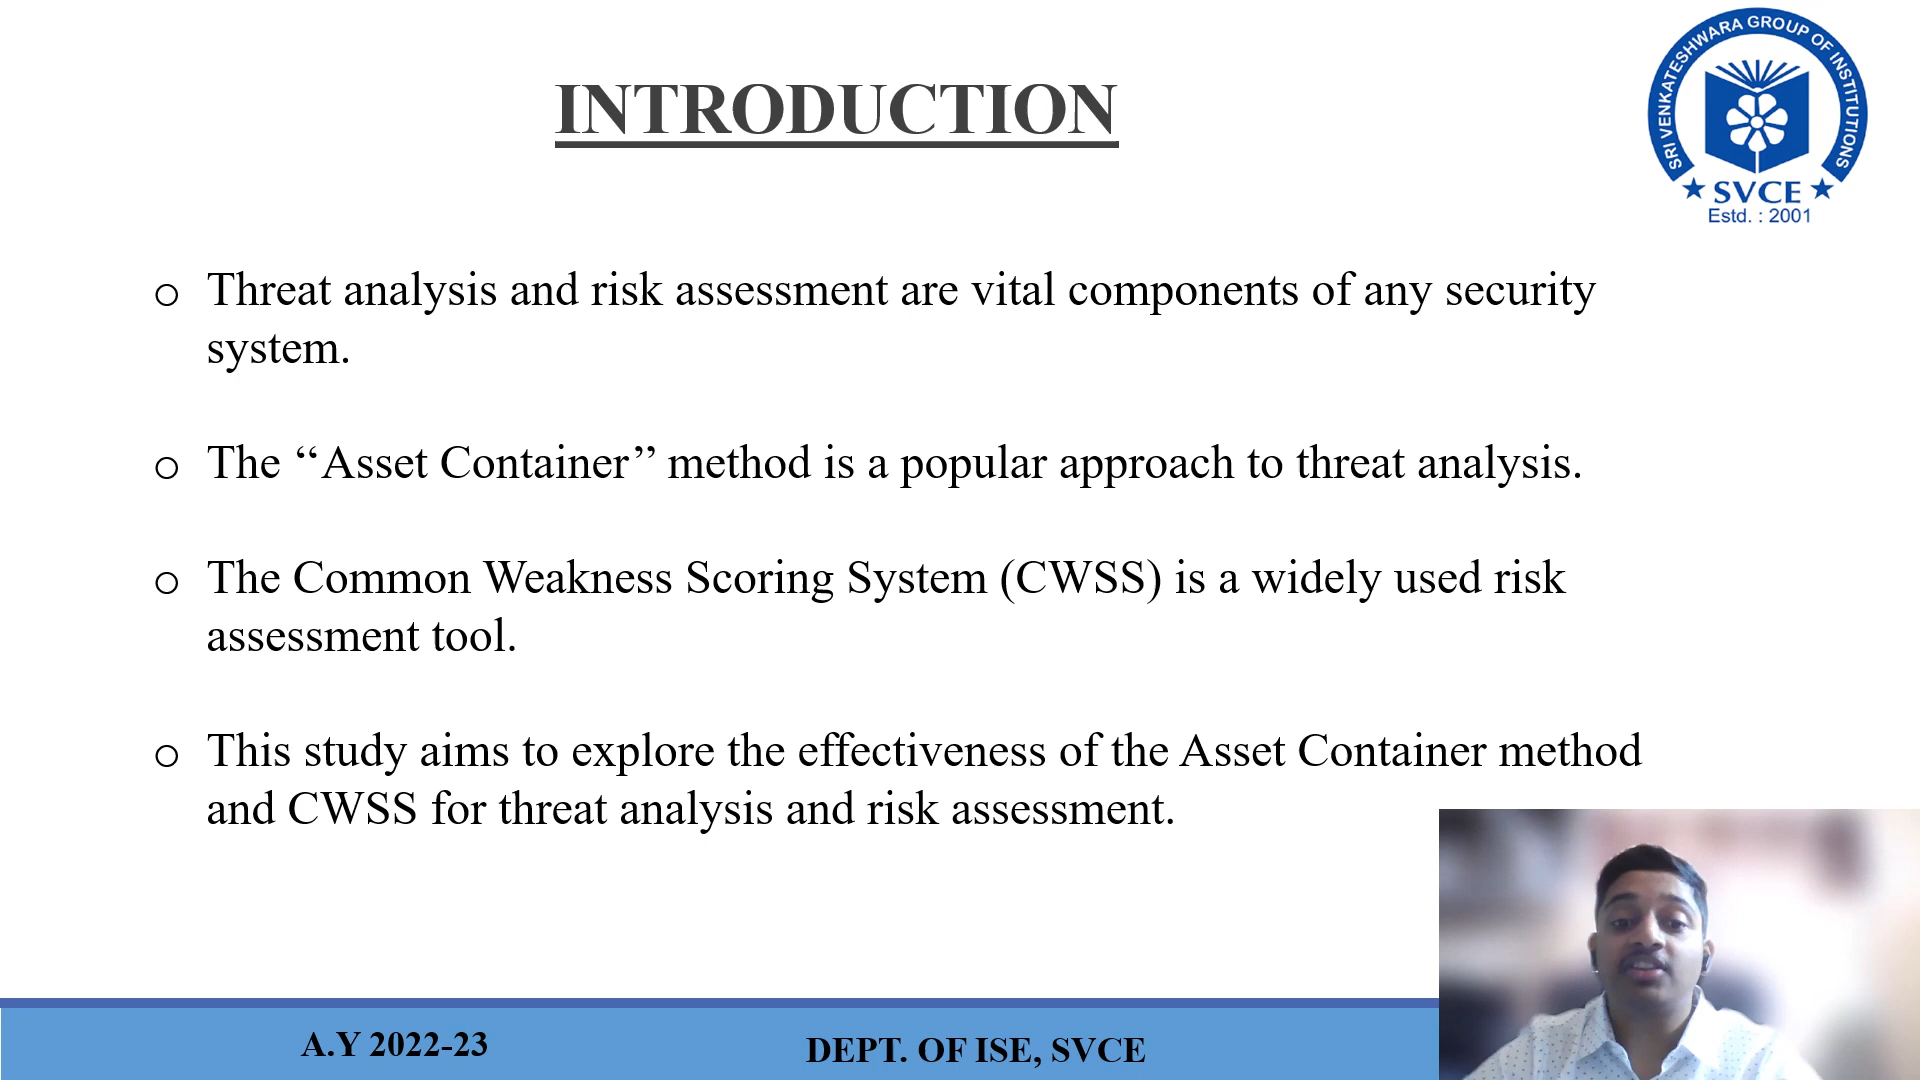 INTRODUCTION
SRI VENKATESHWARA GROUP OF INSTITUTIONS
SVCE
Estd. : 2001
Threat analysis and risk assessment are vital components of any security
system.
The ‘‘Asset Container’’ method is a popular approach to threat analysis.
The Common Weakness Scoring System (CWSS) is a widely used risk
assessment tool.
This study aims to explore the effectiveness of the Asset Container method
and CWSS for threat analysis and risk assessment.
A.Y 2022-23
DEPT. OF ISE, SVCE